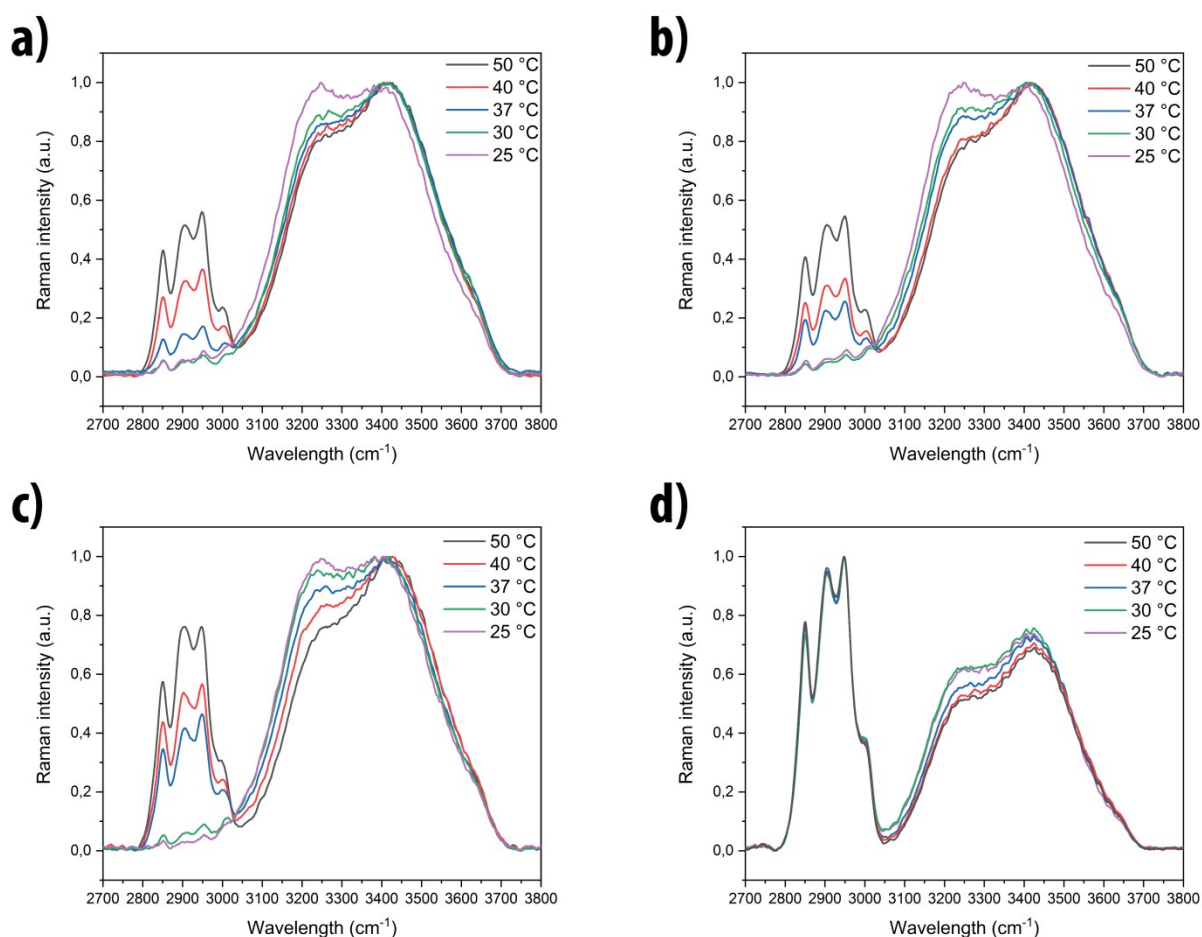 a)
50 °C
40 °C
37 °C
30 °C
25 °C
1,0
0,8
0,6
0,4
0,2
0,0
Raman intensity (a.u.)
2700 2800 2900 3000 3100 3200 3300 3400 3500 3600 3700 3800
Wavelength (cm⁻¹)
b)
50 °C
40 °C
37 °C
30 °C
25 °C
1,0
0,8
0,6
0,4
0,2
0,0
Raman intensity (a.u.)
2700 2800 2900 3000 3100 3200 3300 3400 3500 3600 3700 3800
Wavelength (cm⁻¹)
c)
50 °C
40 °C
37 °C
30 °C
25 °C
1,0
0,8
0,6
0,4
0,2
0,0
Raman intensity (a.u.)
2700 2800 2900 3000 3100 3200 3300 3400 3500 3600 3700 3800
Wavelength (cm⁻¹)
d)
50 °C
40 °C
37 °C
30 °C
25 °C
1,0
0,8
0,6
0,4
0,2
0,0
Raman intensity (a.u.)
2700 2800 2900 3000 3100 3200 3300 3400 3500 3600 3700 3800
Wavelength (cm⁻¹)